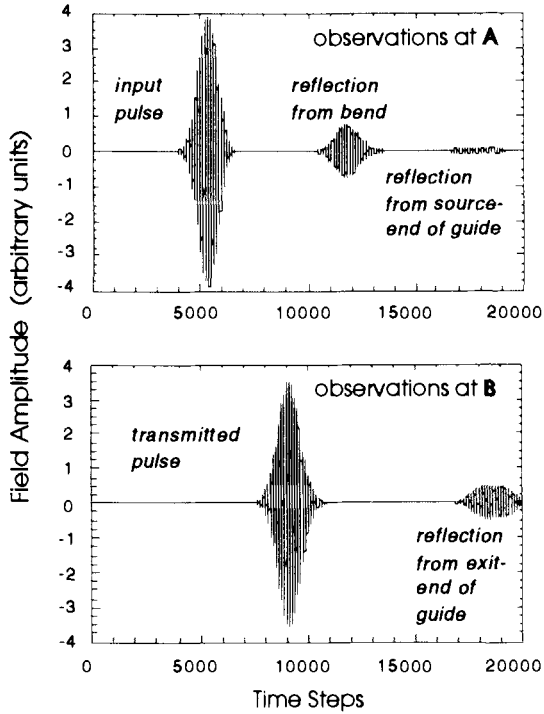 Field Amplitude (arbitrary units)
4
3
2
1
0
-1
-2
-3
-4
observations at A
input
pulse
reflection
from bend
reflection
from source-
end of guide
0
5000
10000
15000
20000
4
3
2
1
0
-1
-2
-3
-4
observations at B
transmitted
pulse
reflection
from exit-
end of
guide
0
5000
10000
15000
20000
Time Steps